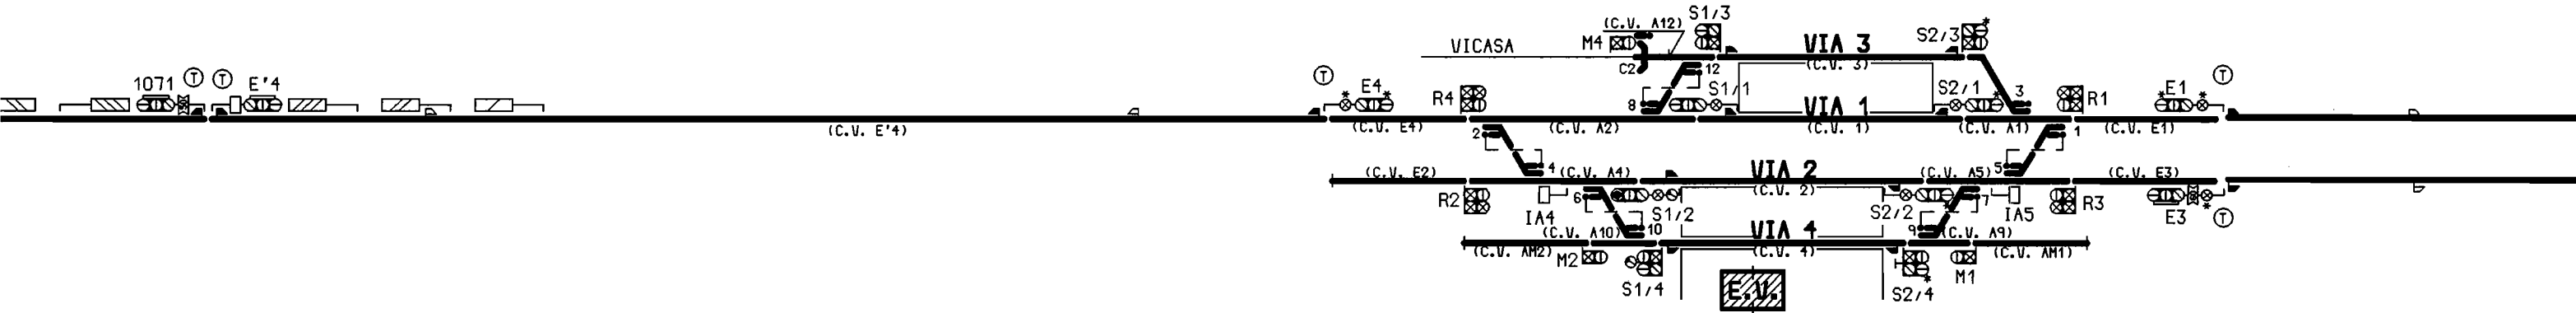 (C.V. A12)
S1/3
S2/3
*
VICASA
M4
C2
12
VIA 3
(C.V. 3)
1071
T
T
E'4
T
E4
*
*
R4
8
S1/1
S2/1
*
3
R1
E1
*
*
T
VIA 1
(C.V. E'4)
(C.V. E4)
(C.V. A2)
(C.V. 1)
(C.V. A1)
(C.V. E1)
2
1
4
5
(C.V. E2)
(C.V. A4)
VIA 2
(C.V. 2)
(C.V. A5)
(C.V. E3)
R2
IA4
6
S1/2
S2/2
7
IA5
R3
E3
*
T
(C.V. A10)
10
VIA 4
9
(C.V. A9)
(C.V. AM2)
(C.V. 4)
(C.V. AM1)
M2
S1/4
E.V.
S2/4
*
M1